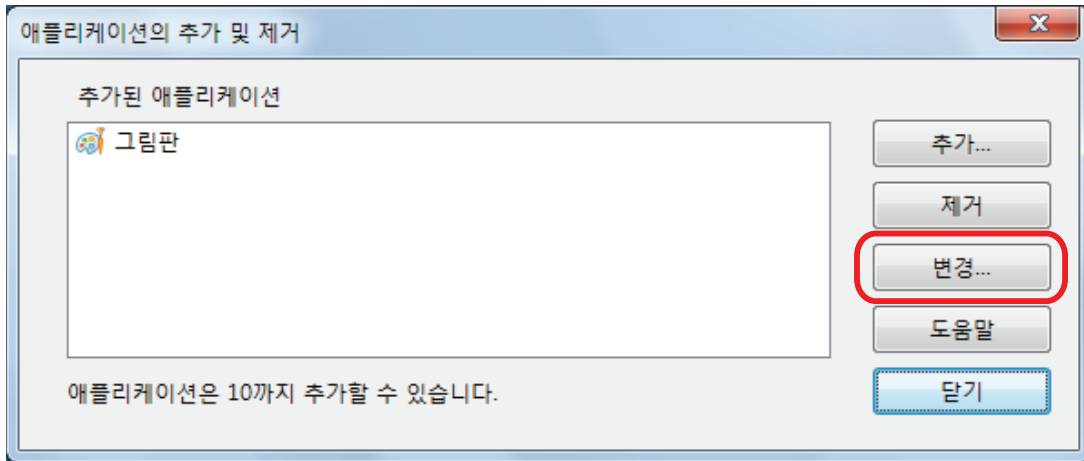 애플리케이션의 추가 및 제거
추가된 애플리케이션
그림판
추가...
제거
변경...
도움말
닫기
애플리케이션은 10까지 추가할 수 있습니다.